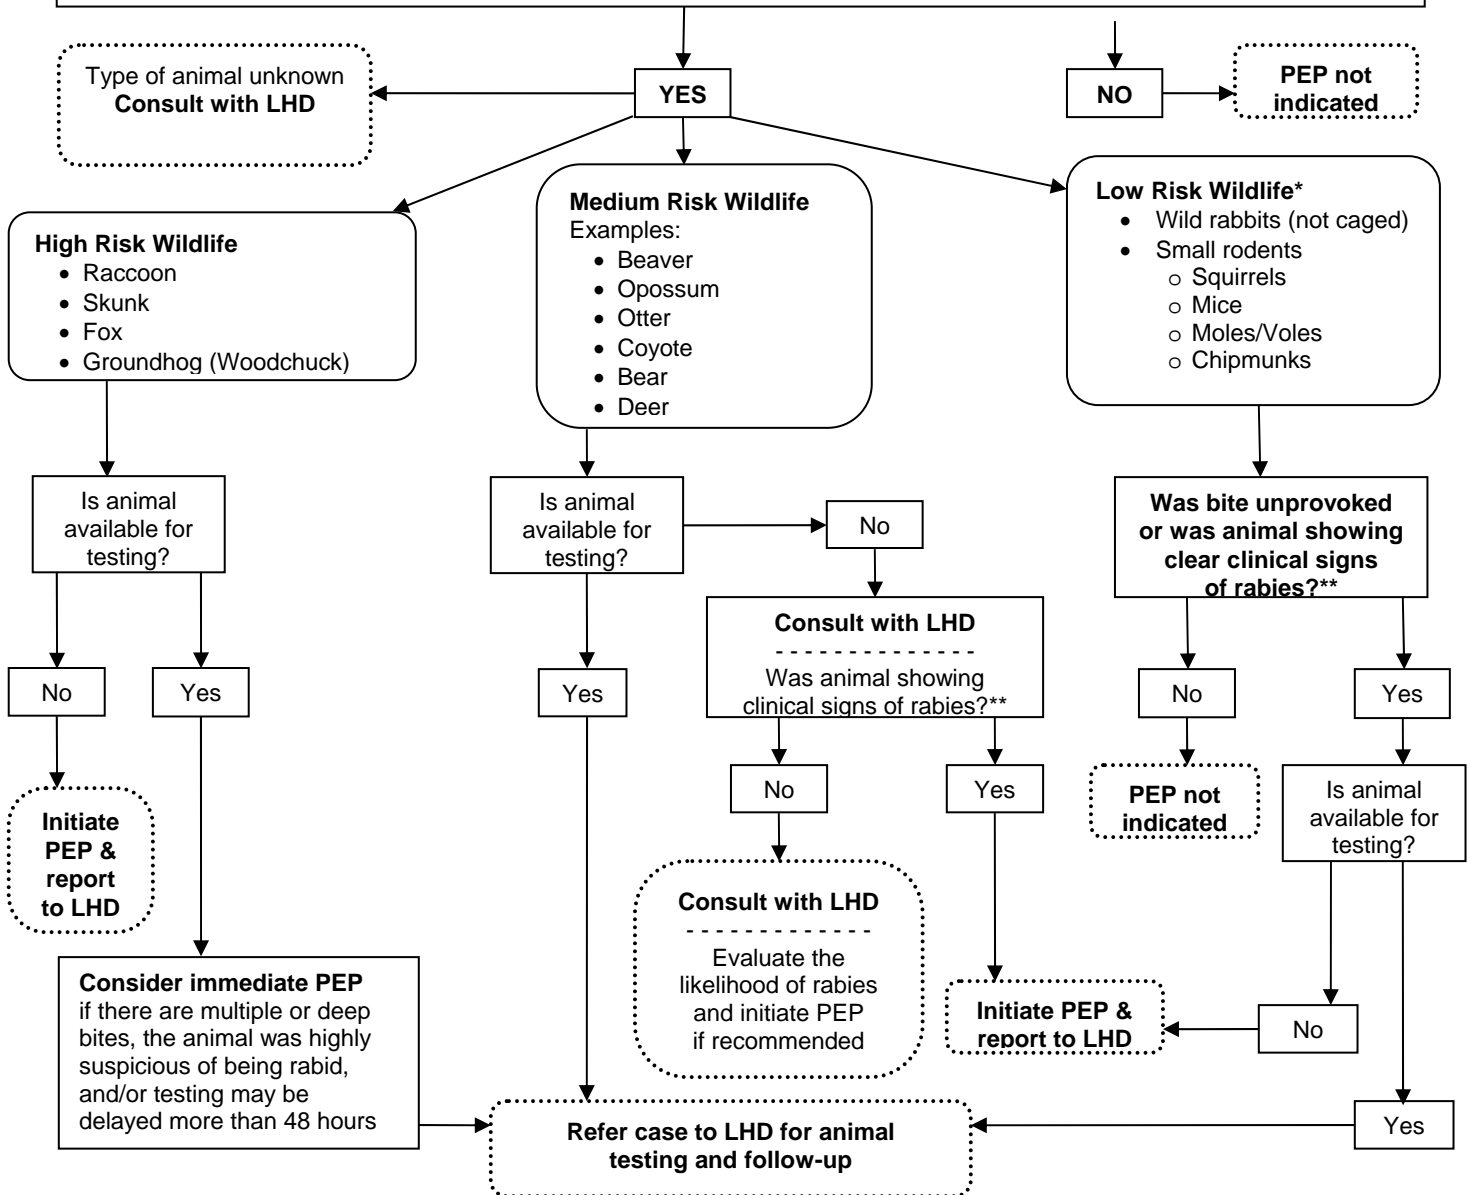 Type of animal unknown
Consult with LHD
YES
NO
PEP not
indicated
High Risk Wildlife
• Raccoon
• Skunk
• Fox
• Groundhog (Woodchuck)
Medium Risk Wildlife
Examples:
• Beaver
• Opossum
• Otter
• Coyote
• Bear
• Deer
Low Risk Wildlife*
• Wild rabbits (not caged)
• Small rodents
o Squirrels
o Mice
o Moles/Voles
o Chipmunks
Is animal
available for
testing?
Is animal
available for
testing?
No
Was bite unprovoked
or was animal showing
clear clinical signs
of rabies?**
No
Yes
Yes
Consult with LHD
- - - - - - - - - - - - - -
Was animal showing
clinical signs of rabies?**
No
Yes
Initiate
PEP &
report
to LHD
No
Yes
PEP not
indicated
Is animal
available for
testing?
Consider immediate PEP
if there are multiple or deep
bites, the animal was highly
suspicious of being rabid,
and/or testing may be
delayed more than 48 hours
Consult with LHD
- - - - - - - - - - - - -
Evaluate the
likelihood of rabies
and initiate PEP
if recommended
Initiate PEP &
report to LHD
No
Yes
Refer case to LHD for animal
testing and follow-up